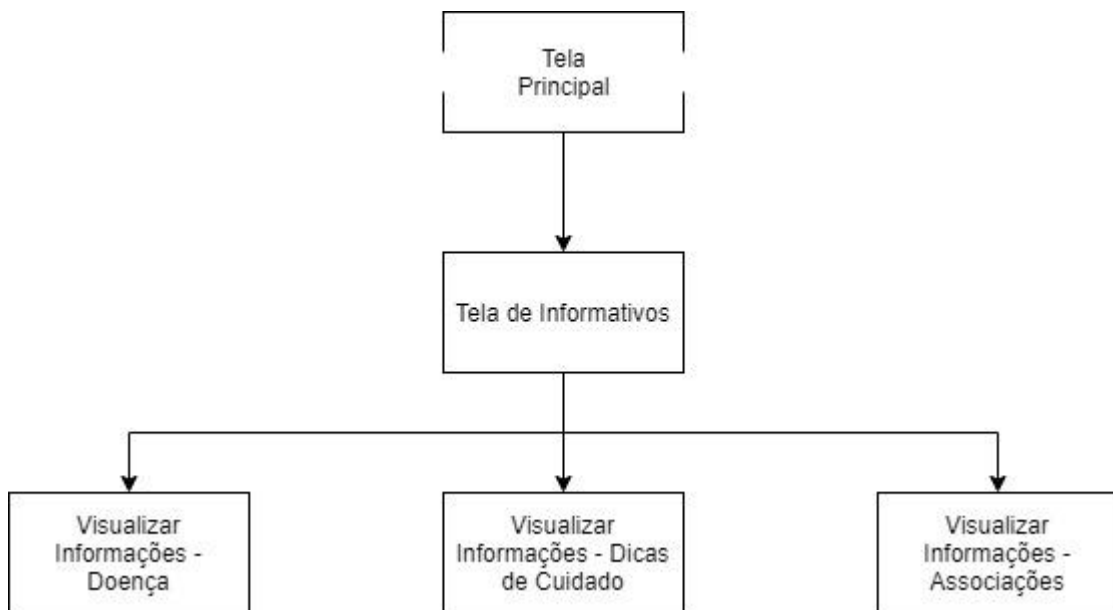 Tela
Principal
Tela de Informativos
Visualizar
Informações -
Doença
Visualizar
Informações - Dicas
de Cuidado
Visualizar
Informações -
Associações